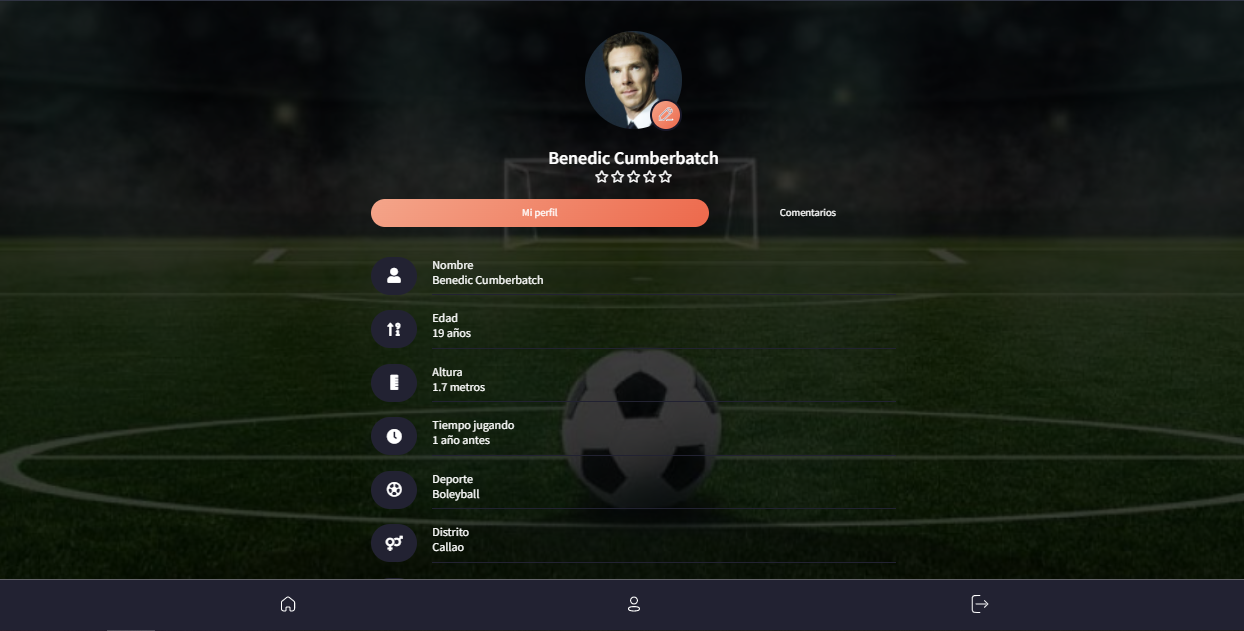 Benedic Cumberbatch
Mi perfil
Comentarios
Nombre
Benedic Cumberbatch
Edad
19 años
Altura
1.7 metros
Tiempo jugando
1 año antes
Deporte
Boleyball
Distrito
Callao